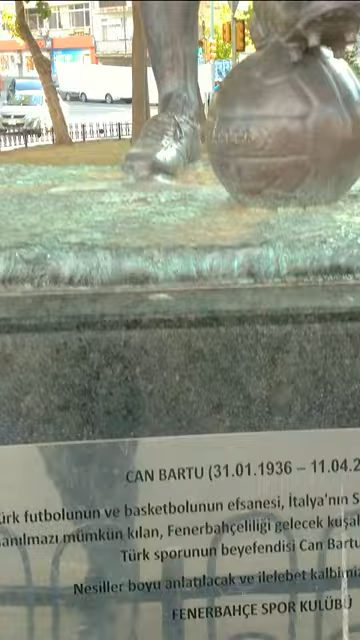 CAN BARTU (31.01.1936 – 11.04.2
ürk futbolunun ve basketbolunun efsanesi, İtalya'nın S
anılmazı mümkün kılan, Fenerbahçeliliği gelecek kuşa
Türk sporunun beyefendisi Can Bartu
Nesiller boyu anlatılacak ve ilelebet kalbimi
FENERBAHÇE SPOR KULÜBÜ